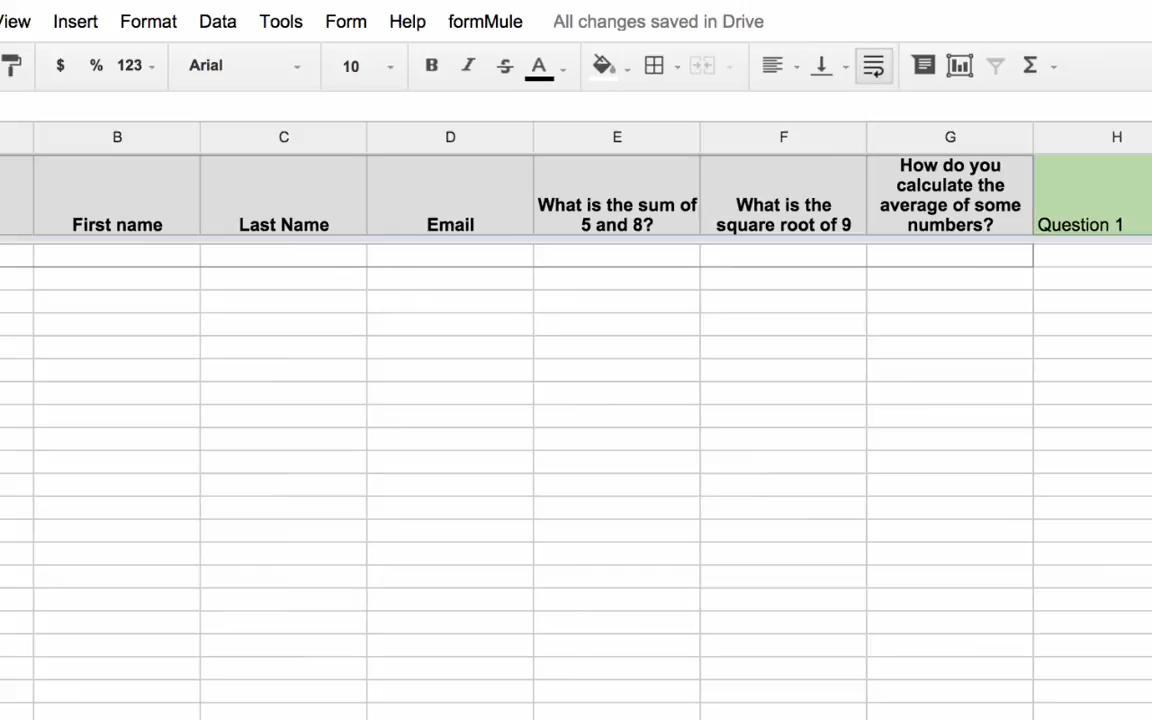 View Insert Format Data Tools Form Help formMule All changes saved in Drive
$ % 123 Arial 10 B I S A Σ
B C D E F G H
First name
Last Name
Email
What is the sum of
5 and 8?
What is the
square root of 9
How do you
calculate the
average of some
numbers?
Question 1